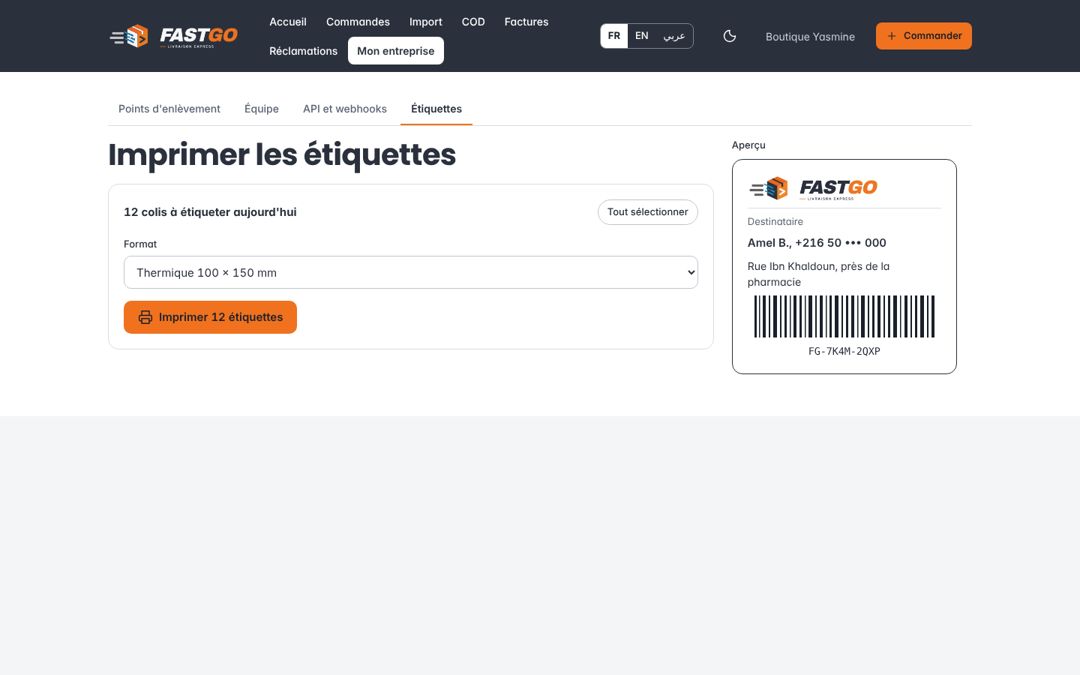 FASTGO
LIVRAISON EXPRESS
Accueil Commandes Import COD Factures
Réclamations Mon entreprise
FR EN عربي
Boutique Yasmine
+ Commander
Points d'enlèvement Équipe API et webhooks Étiquettes
Imprimer les étiquettes
12 colis à étiqueter aujourd'hui
Tout sélectionner
Format
Thermique 100 × 150 mm
Imprimer 12 étiquettes
Aperçu
FASTGO
LIVRAISON EXPRESS
Destinataire
Amel B., +216 50 ••• 000
Rue Ibn Khaldoun, près de la
pharmacie
FG-7K4M-2QXP